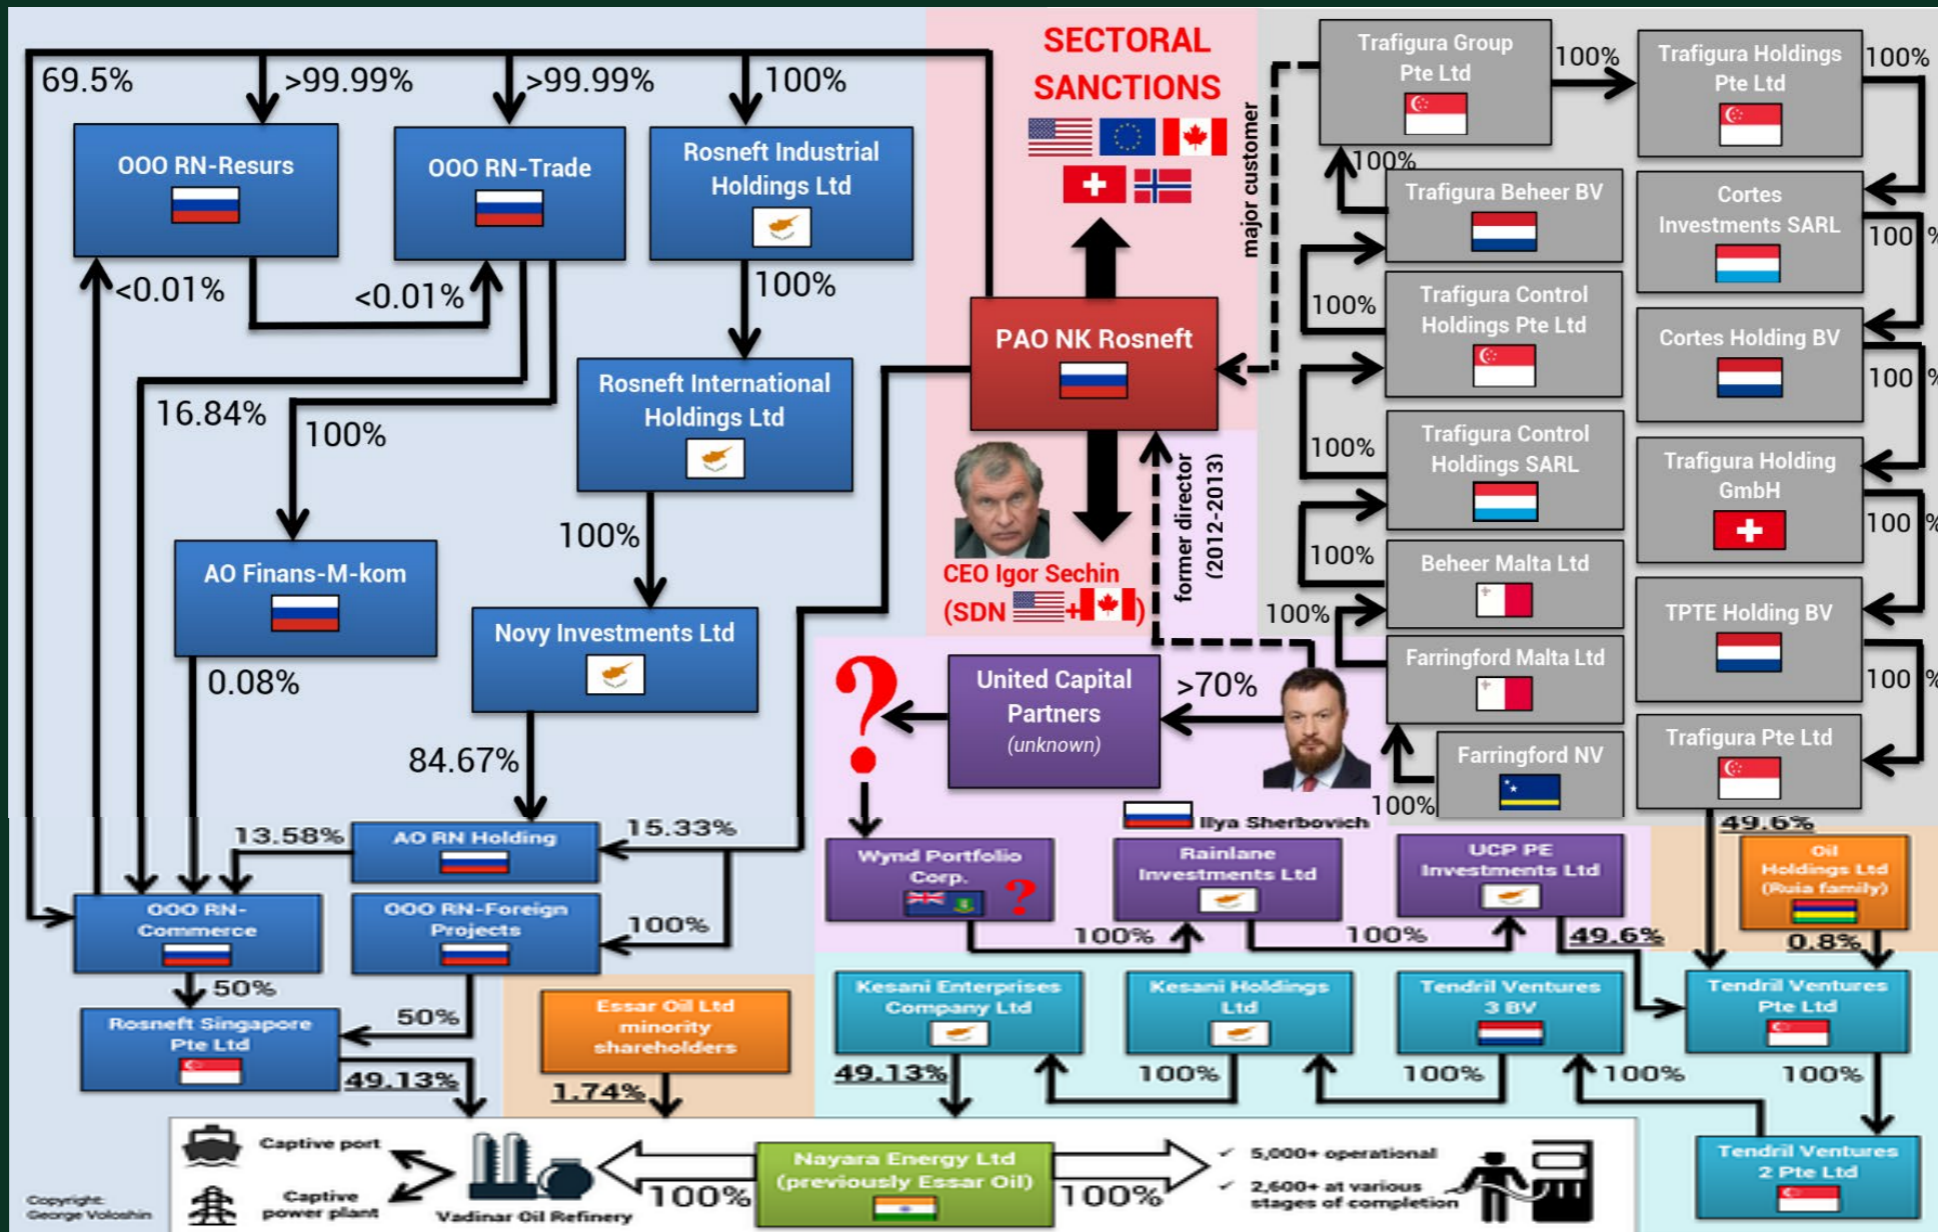 69.5%
>99.99%
>99.99%
100%
OOO RN-Resurs
OOO RN-Trade
Rosneft Industrial
Holdings Ltd
<0.01%
<0.01%
100%
16.84%
100%
Rosneft International
Holdings Ltd
100%
AO Finans-M-kom
Novy Investments Ltd
0.08%
84.67%
13.58%
AO RN Holding
15.33%
OOO RN-
Commerce
OOO RN-Foreign
Projects
100%
50%
50%
Rosneft Singapore
Pte Ltd
49.13%
SECTORAL
SANCTIONS
PAO NK Rosneft
CEO Igor Sechin
(SDN + )
major customer
former director
(2012-2013)
United Capital
Partners
(unknown)
>70%
?
Ilya Sherbovich
Wynd Portfolio
Corp.
?
Rainlane
Investments Ltd
UCP PE
Investments Ltd
100%
100%
49.6%
Trafigura Group
Pte Ltd
100%
Trafigura Holdings
Pte Ltd
100%
100%
Trafigura Beheer BV
Cortes
Investments SARL
100 %
100%
Trafigura Control
Holdings Pte Ltd
Cortes Holding BV
100 %
100%
Trafigura Control
Holdings SARL
Trafigura Holding
GmbH
100 %
100%
Beheer Malta Ltd
TPTE Holding BV
100%
Farringford Malta Ltd
100 %
Farringford NV
100%
Trafigura Pte Ltd
49.6%
Oil
Holdings Ltd
(Ruia family)
0.8%
Essar Oil Ltd
minority
shareholders
1.74%
Kesani Enterprises
Company Ltd
Kesani Holdings
Ltd
Tendril Ventures
3 BV
Tendril Ventures
Pte Ltd
49.13%
100%
100%
100%
100%
Tendril Ventures
2 Pte Ltd
Captive port
Captive
power plant
Vadinar Oil Refinery
100%
Nayara Energy Ltd
(previously Essar Oil)
100%
✓ 5,000+ operational
✓ 2,600+ at various
stages of completion
Copyright:
George Voloshin